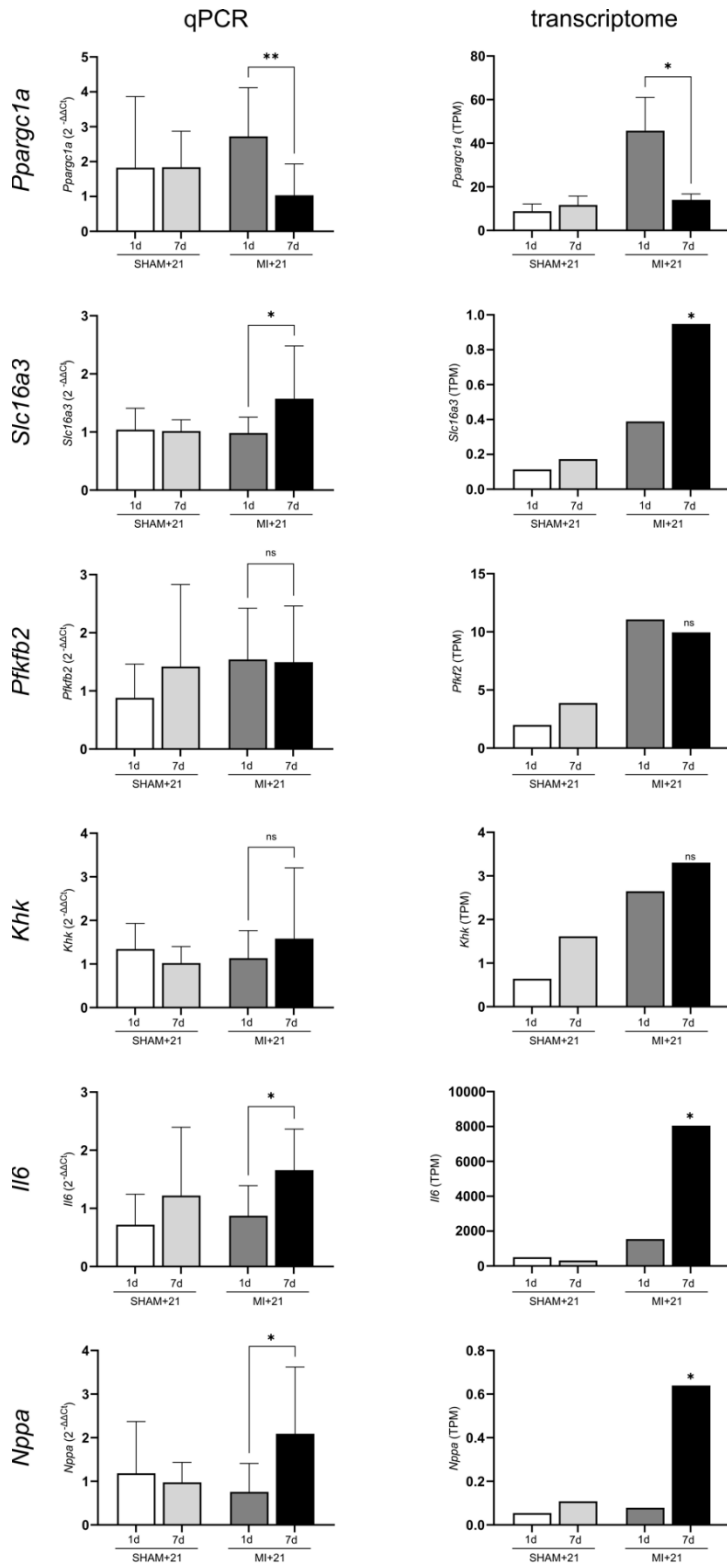 qPCR
transcriptome
Ppargc1a
Ppargc1a (2 -ΔΔCt)
5
4
3
2
1
0
**
1d 7d 1d 7d
SHAM+21 MI+21
Ppargc1a (TPM)
80
60
40
20
0
*
1d 7d 1d 7d
SHAM+21 MI+21
Slc16a3
Slc16a3 (2 -ΔΔCt)
3
2
1
0
*
1d 7d 1d 7d
SHAM+21 MI+21
Slc16a3 (TPM)
1.0
0.8
0.6
0.4
0.2
0.0
*
1d 7d 1d 7d
SHAM+21 MI+21
Pfkfb2
Pfkfb2 (2 -ΔΔCt)
3
2
1
0
ns
1d 7d 1d 7d
SHAM+21 MI+21
Pfkf2 (TPM)
15
10
5
0
ns
1d 7d 1d 7d
SHAM+21 MI+21
Khk
Khk (2 -ΔΔCt)
4
3
2
1
0
ns
1d 7d 1d 7d
SHAM+21 MI+21
Khk (TPM)
4
3
2
1
0
ns
1d 7d 1d 7d
SHAM+21 MI+21
Il6
Il6 (2 -ΔΔCt)
3
2
1
0
*
1d 7d 1d 7d
SHAM+21 MI+21
Il6 (TPM)
10000
8000
6000
4000
2000
0
*
1d 7d 1d 7d
SHAM+21 MI+21
Nppa
Nppa (2 -ΔΔCt)
4
3
2
1
0
*
1d 7d 1d 7d
SHAM+21 MI+21
Nppa (TPM)
0.8
0.6
0.4
0.2
0.0
*
1d 7d 1d 7d
SHAM+21 MI+21